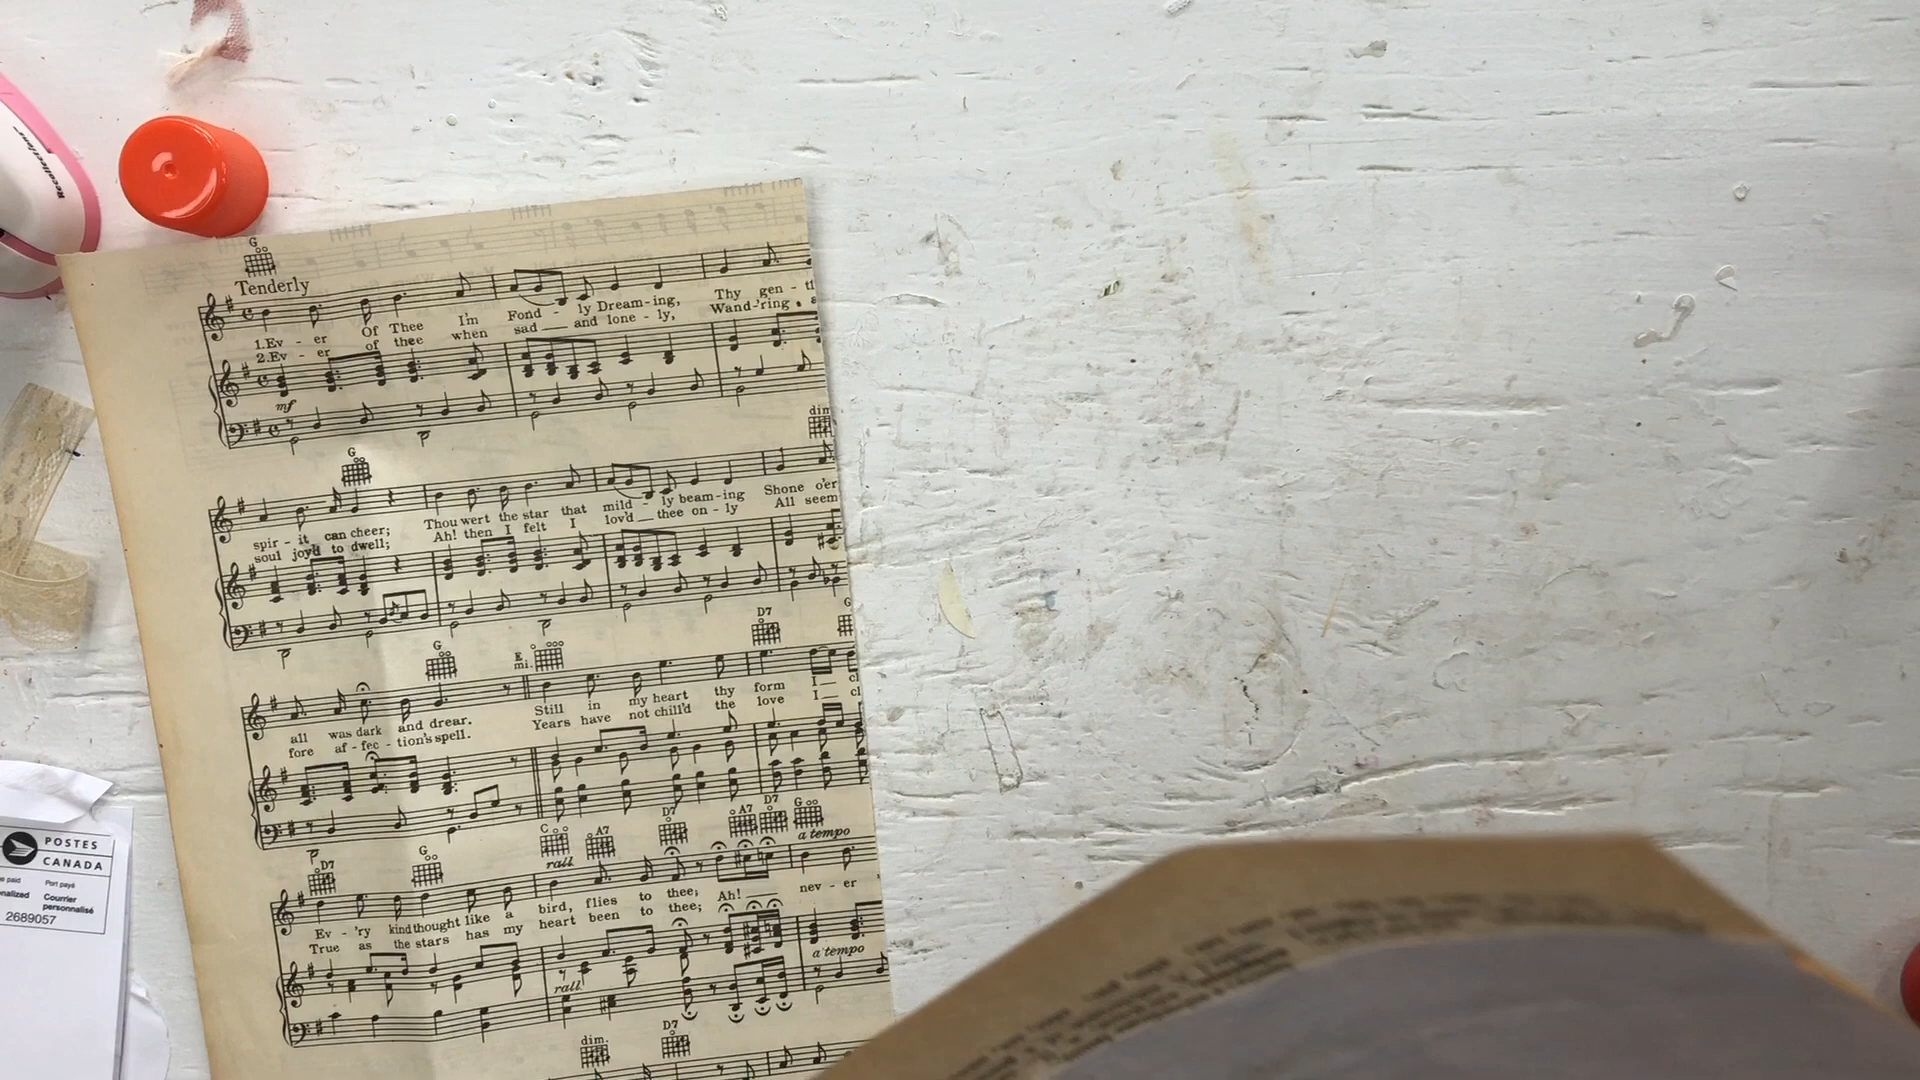 Recollections™
G
Tenderly
1.Ev - er Of Thee I'm Fond - ly Dream-ing, Thy gen - tl
2.Ev - er of thee when sad and lone - ly, Wand-'ring
mf
dim
G
spir - it can cheer; Thou wert the star that mild - ly beam-ing Shone o'er
soul joy'd to dwell; Ah! then I felt I lov'd thee on - ly All seem
D7 G
G E mi.
all was dark and drear. Still in my heart thy form I cl
fore af - fec - tion's spell. Years have not chill'd the love I cl
D7 G C A7 D7 A7 D7 G
rall. a tempo
Ev - 'ry kind thought like a bird, flies to thee; Ah! nev - er
True as the stars has my heart been to thee;
rall. a tempo
dim. D7
POSTES
CANADA
Port payé
Courrier
personnalisé
2689057